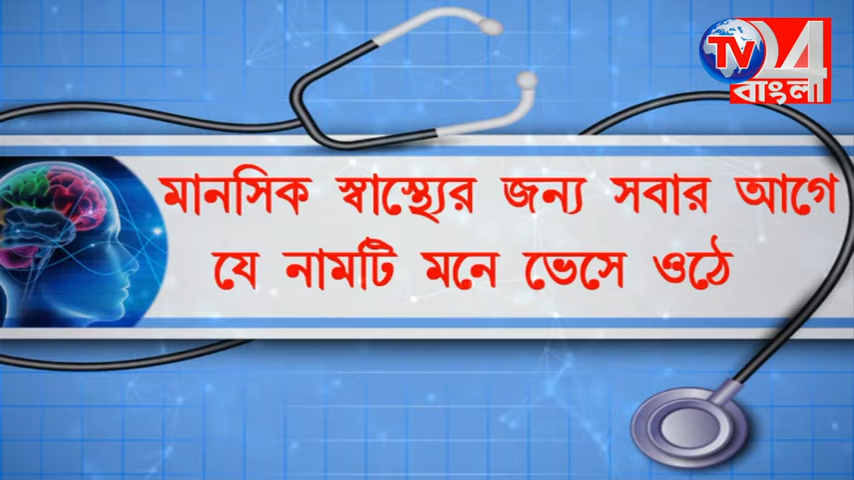 TV 24
বাংলা
মানসিক স্বাস্থ্যের জন্য সবার আগে
যে নামটি মনে ভেসে ওঠে